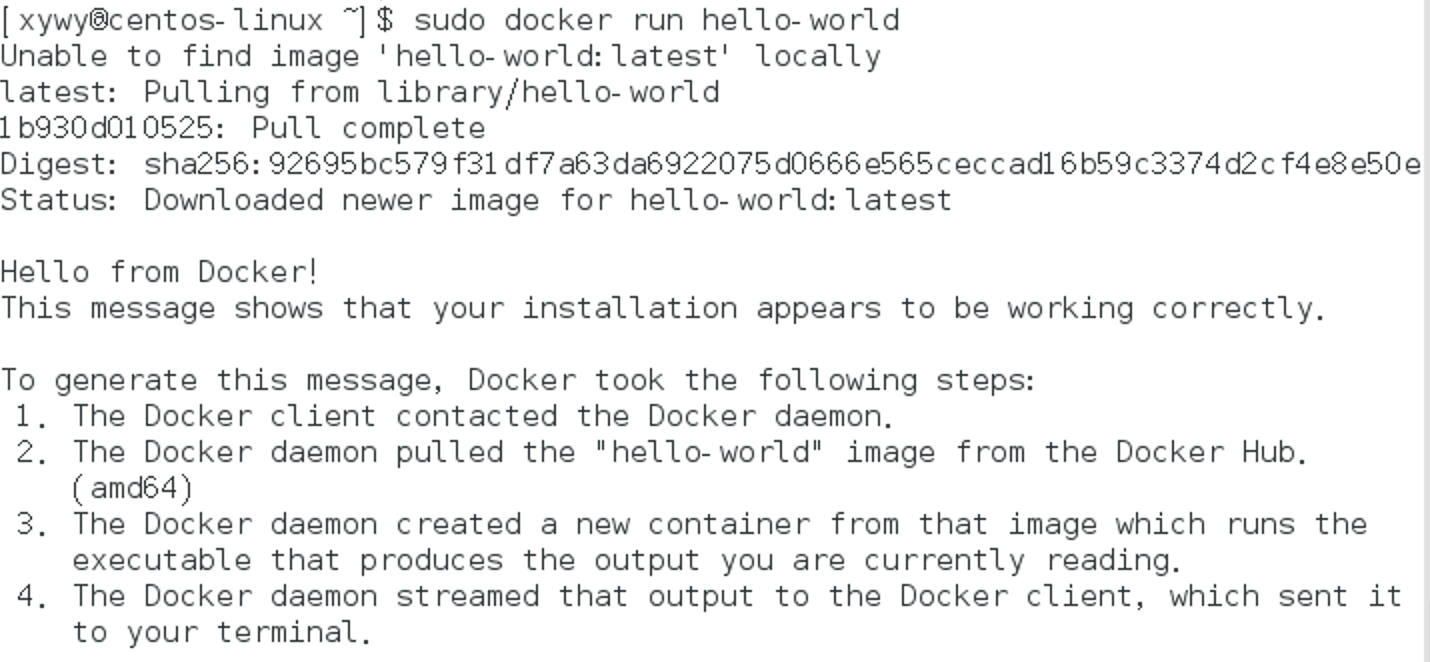 [xywy@centos-linux ~]$ sudo docker run hello-world
Unable to find image 'hello-world:latest' locally
latest: Pulling from library/hello-world
1b930d010525: Pull complete
Digest: sha256:92695bc579f31df7a63da6922075d0666e565ceccad16b59c3374d2cf4e8e50e
Status: Downloaded newer image for hello-world:latest

Hello from Docker!
This message shows that your installation appears to be working correctly.

To generate this message, Docker took the following steps:
 1. The Docker client contacted the Docker daemon.
 2. The Docker daemon pulled the "hello-world" image from the Docker Hub.
    (amd64)
 3. The Docker daemon created a new container from that image which runs the
    executable that produces the output you are currently reading.
 4. The Docker daemon streamed that output to the Docker client, which sent it
    to your terminal.